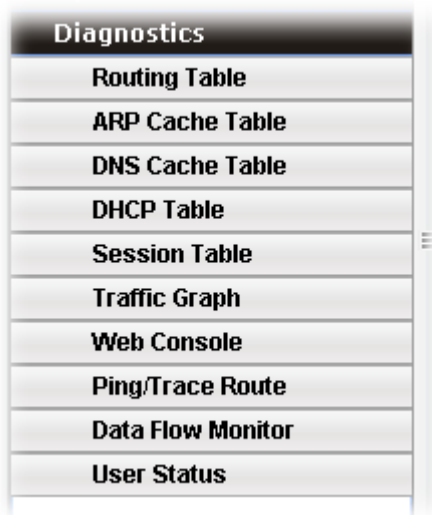 Diagnostics
Routing Table
ARP Cache Table
DNS Cache Table
DHCP Table
Session Table
Traffic Graph
Web Console
Ping/Trace Route
Data Flow Monitor
User Status